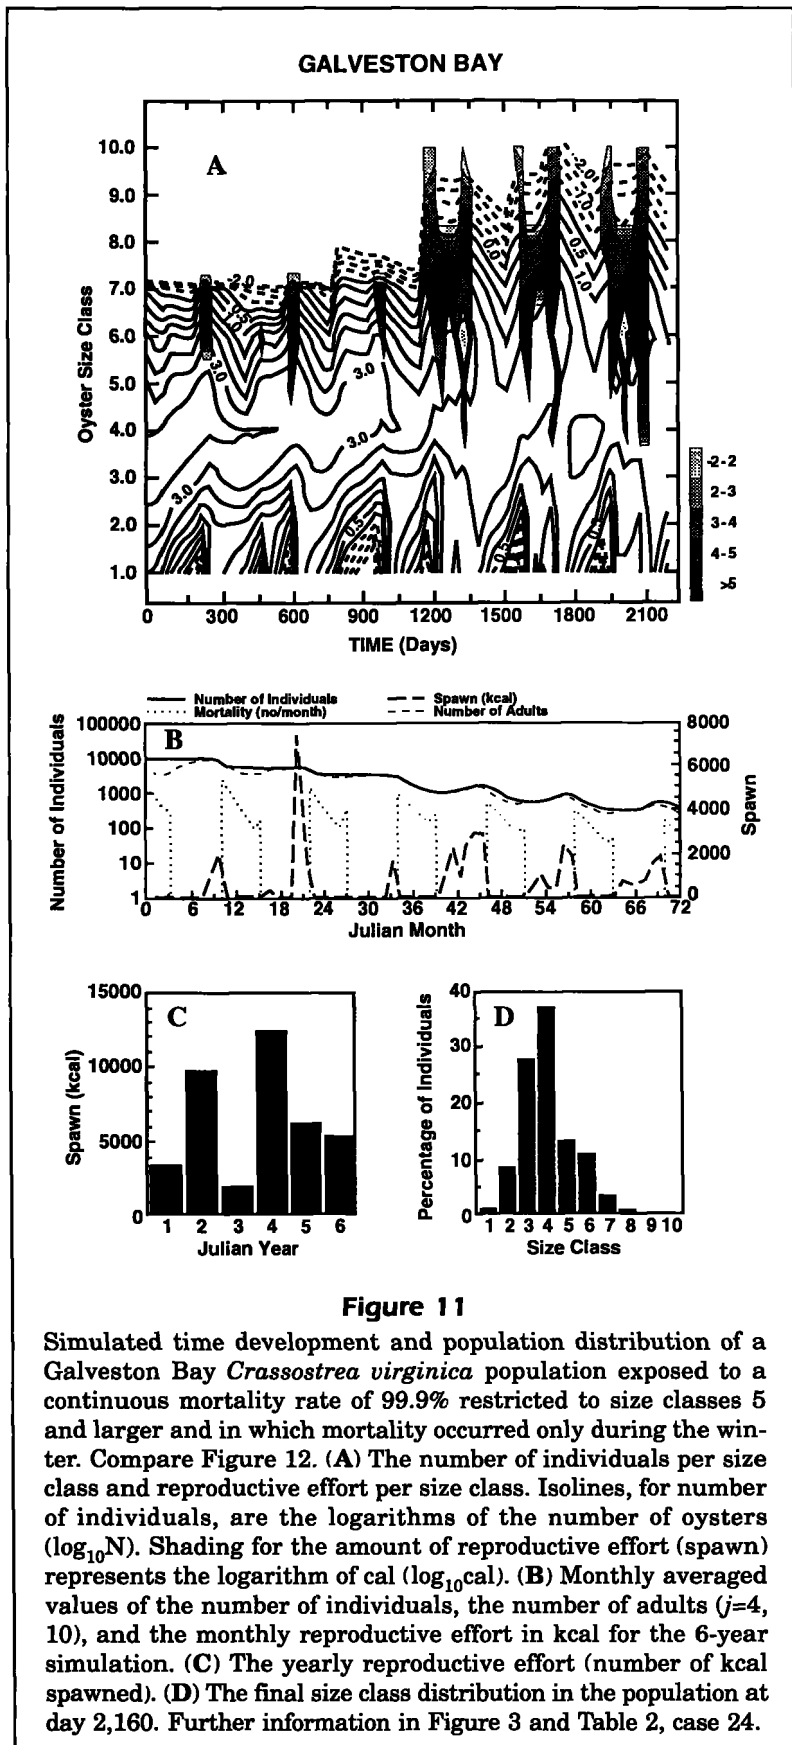 GALVESTON BAY
A
Oyster Size Class
10.0
9.0
8.0
7.0
6.0
5.0
4.0
3.0
2.0
1.0
-2.0
0.5
1.0
3.0
3.0
3.0
3.0
0.5
0.0
0.5
-2.0
-1.0
0.5
1.0
-2-2
2-3
3-4
4-5
>5
0 300 600 900 1200 1500 1800 2100
TIME (Days)
Number of Individuals Spawn (kcal)
Mortality (no/month) Number of Adults
B
Number of Individuals
100000
10000
1000
100
10
1
8000
6000
4000
2000
0
Spawn
0 6 12 18 24 30 36 42 48 54 60 66 72
Julian Month
C
Spawn (kcal)
15000
10000
5000
0
1 2 3 4 5 6
Julian Year
D
Percentage of Individuals
40
30
20
10
0
1 2 3 4 5 6 7 8 9 10
Size Class
Figure 11
Simulated time development and population distribution of a
Galveston Bay Crassostrea virginica population exposed to a
continuous mortality rate of 99.9% restricted to size classes 5
and larger and in which mortality occurred only during the win-
ter. Compare Figure 12. (A) The number of individuals per size
class and reproductive effort per size class. Isolines, for number
of individuals, are the logarithms of the number of oysters
(log10N). Shading for the amount of reproductive effort (spawn)
represents the logarithm of cal (log10cal). (B) Monthly averaged
values of the number of individuals, the number of adults (j=4,
10), and the monthly reproductive effort in kcal for the 6-year
simulation. (C) The yearly reproductive effort (number of kcal
spawned). (D) The final size class distribution in the population at
day 2,160. Further information in Figure 3 and Table 2, case 24.